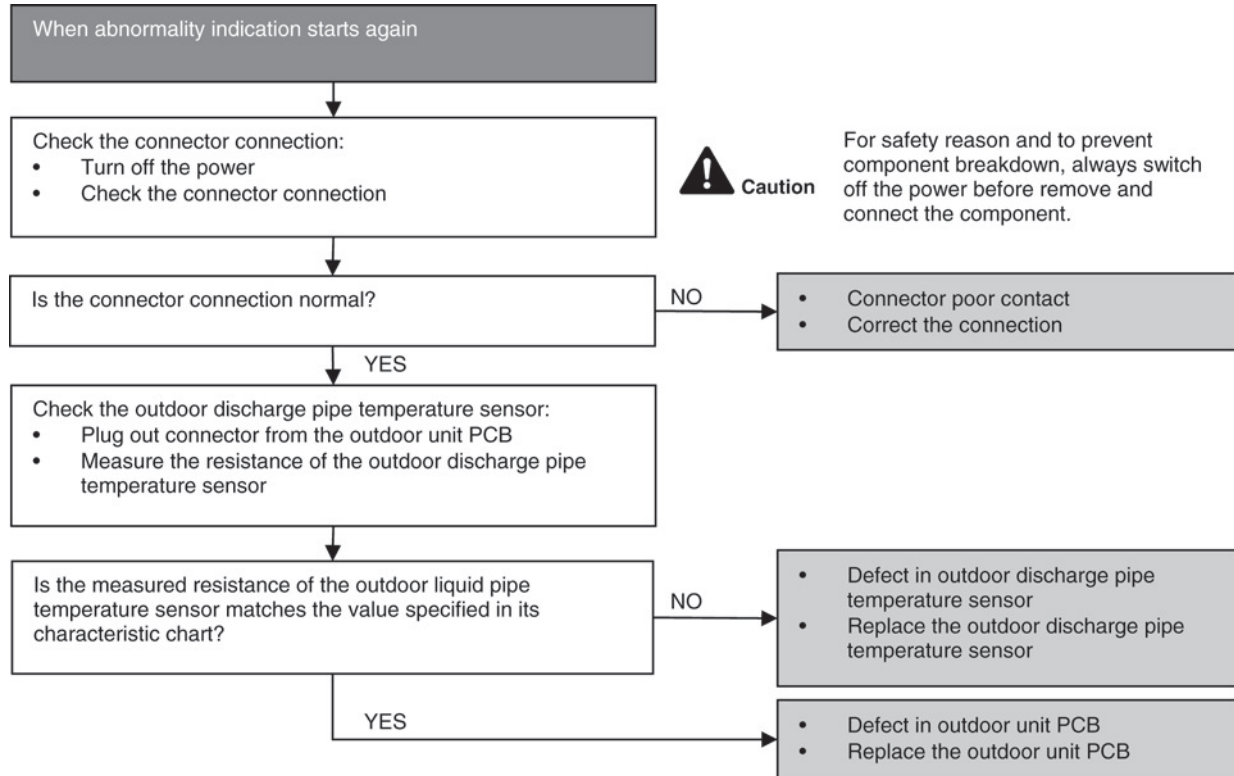 When abnormality indication starts again
Check the connector connection:
• Turn off the power
• Check the connector connection
Caution
For safety reason and to prevent
component breakdown, always switch
off the power before remove and
connect the component.
Is the connector connection normal?
NO
• Connector poor contact
• Correct the connection
YES
Check the outdoor discharge pipe temperature sensor:
• Plug out connector from the outdoor unit PCB
• Measure the resistance of the outdoor discharge pipe
temperature sensor
Is the measured resistance of the outdoor liquid pipe
temperature sensor matches the value specified in its
characteristic chart?
NO
• Defect in outdoor discharge pipe
temperature sensor
• Replace the outdoor discharge pipe
temperature sensor
YES
• Defect in outdoor unit PCB
• Replace the outdoor unit PCB